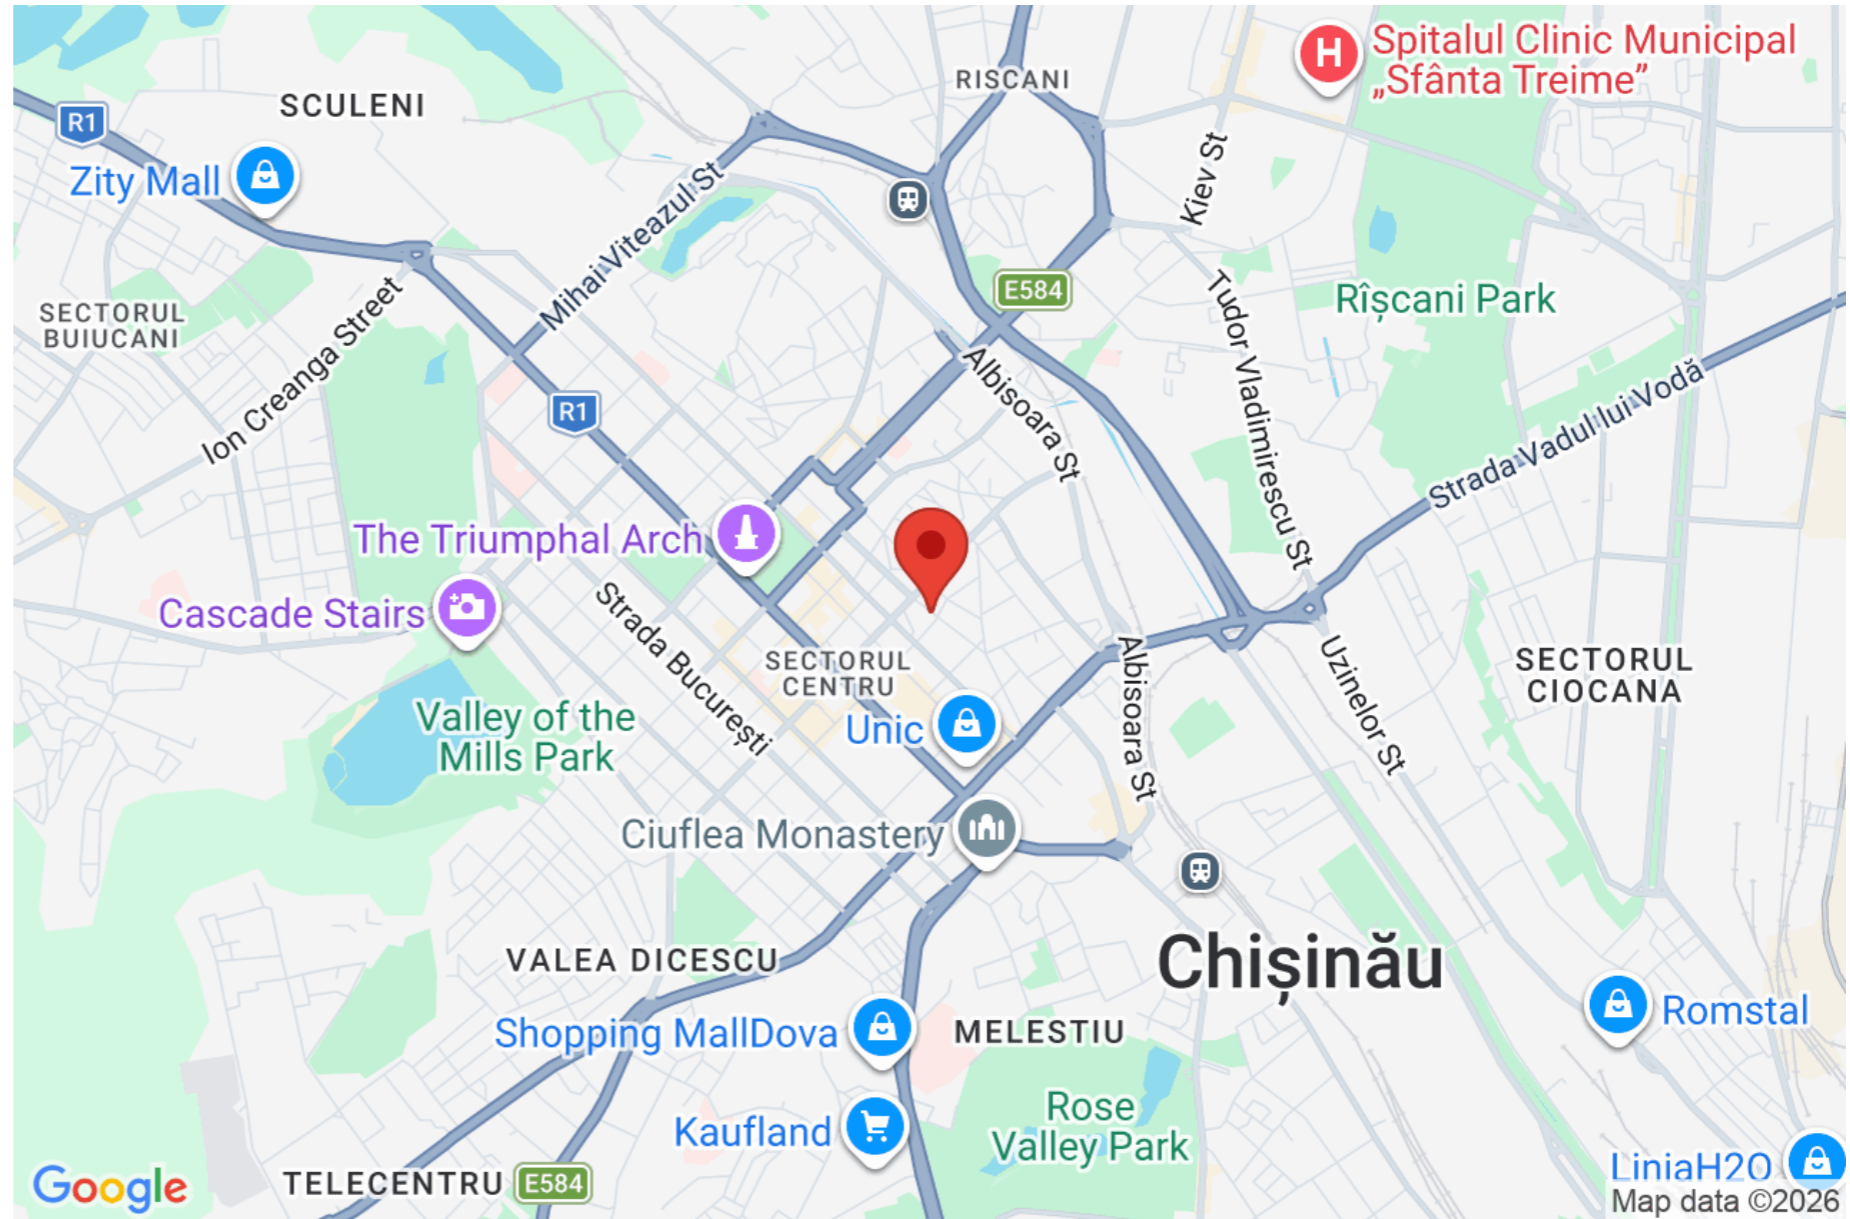 Spitalul Clinic Municipal
„Sfânta Treime”
RISCANI
SCULENI
R1
Zity Mall
Kiev St
Mihai Viteazul St
E584
Rîșcani Park
SECTORUL
BUIUCANI
Ion Creanga Street
Tudor Vladimirescu St
Albisoara St
R1
Strada Vadul lui Vodă
The Triumphal Arch
Cascade Stairs
Strada București
SECTORUL
CENTRU
Albisoara St
Uzinelor St
SECTORUL
CIOCANA
Valley of the
Mills Park
Unic
Ciuflea Monastery
VALEA DICESCU
Chișinău
Shopping MallDova
MELESTIU
Romstal
Rose
Valley Park
Kaufland
TELECENTRU
E584
LiniaH2O
Google
Map data ©2026